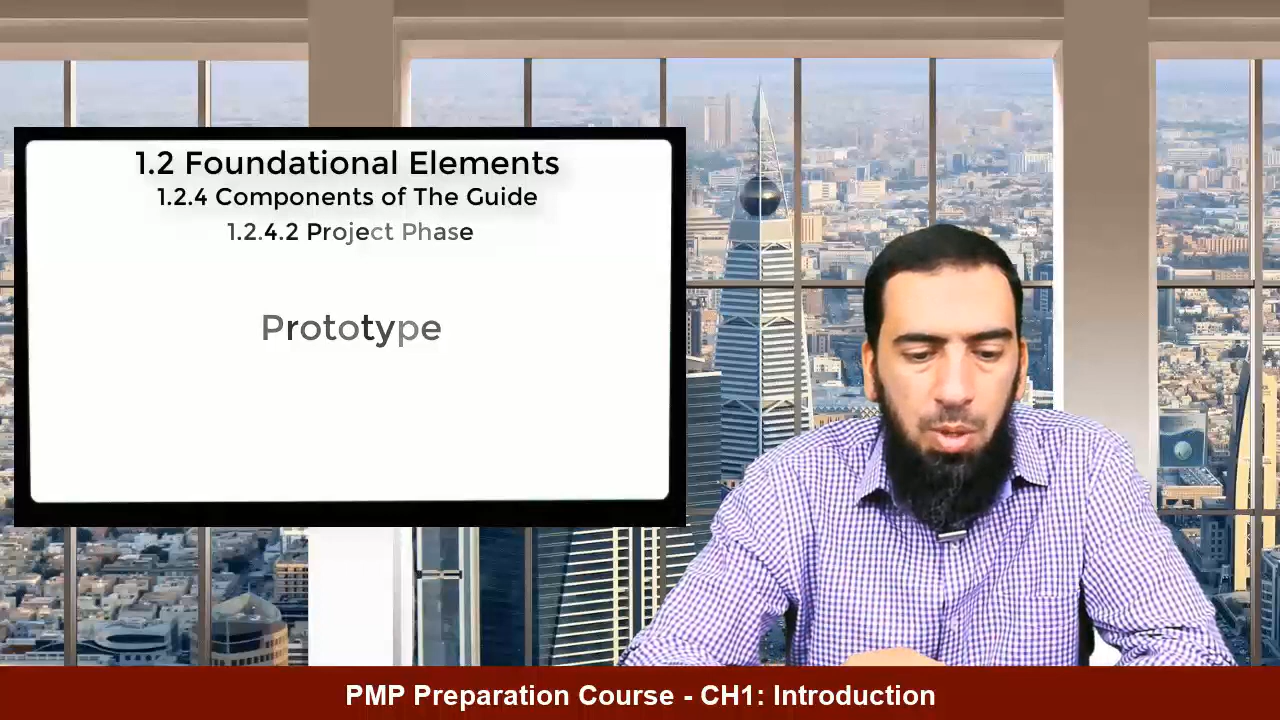 1.2 Foundational Elements
1.2.4 Components of The Guide
1.2.4.2 Project Phase
Prototype
PMP Preparation Course - CH1: Introduction